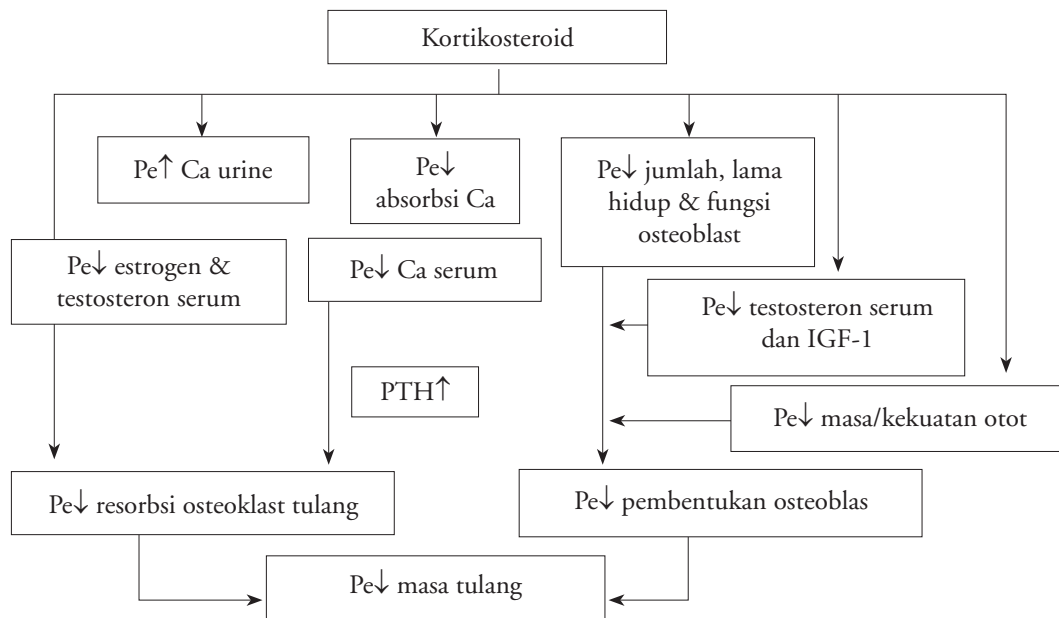 Kortikosteroid
Pe↑ Ca urine
Pe↓
absorbsi Ca
Pe↓ jumlah, lama
hidup & fungsi
osteoblast
Pe↓ estrogen &
testosteron serum
Pe↓ Ca serum
Pe↓ testosteron serum
dan IGF-1
PTH↑
Pe↓ masa/kekuatan otot
Pe↓ resorbsi osteoklast tulang
Pe↓ pembentukan osteoblas
Pe↓ masa tulang